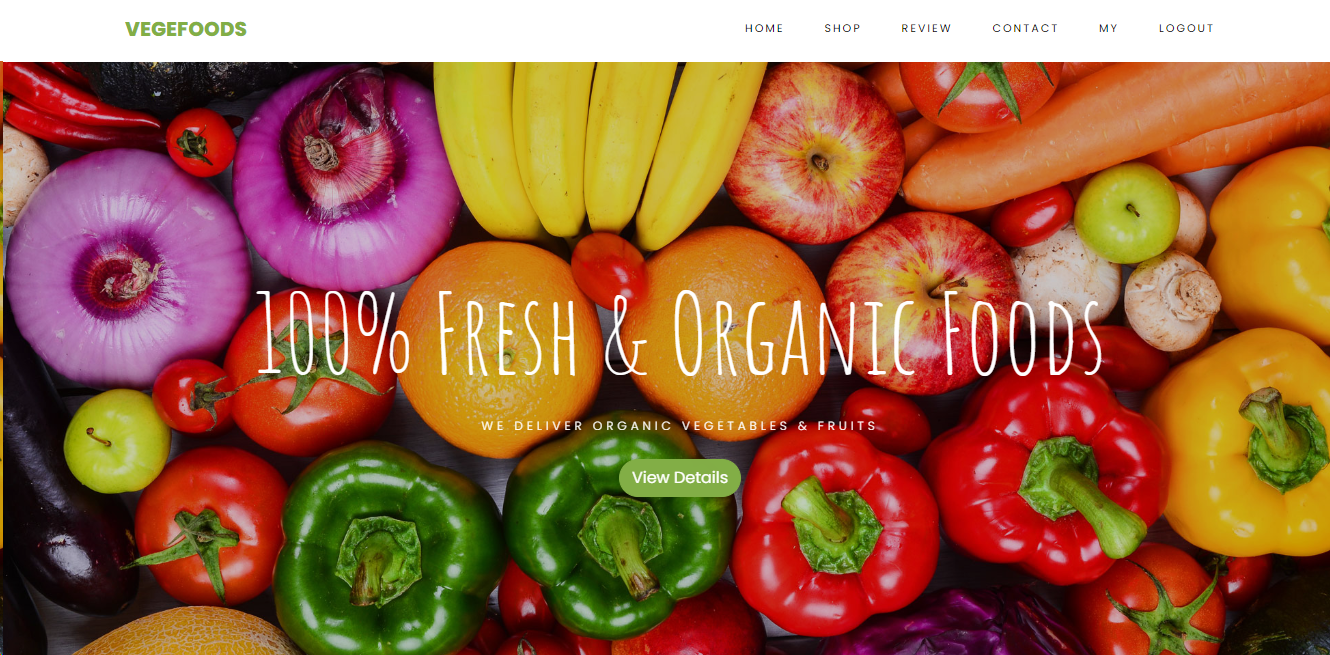 VEGEFOODS
HOME SHOP REVIEW CONTACT MY LOGOUT
100% Fresh & Organic Foods
WE DELIVER ORGANIC VEGETABLES & FRUITS
View Details